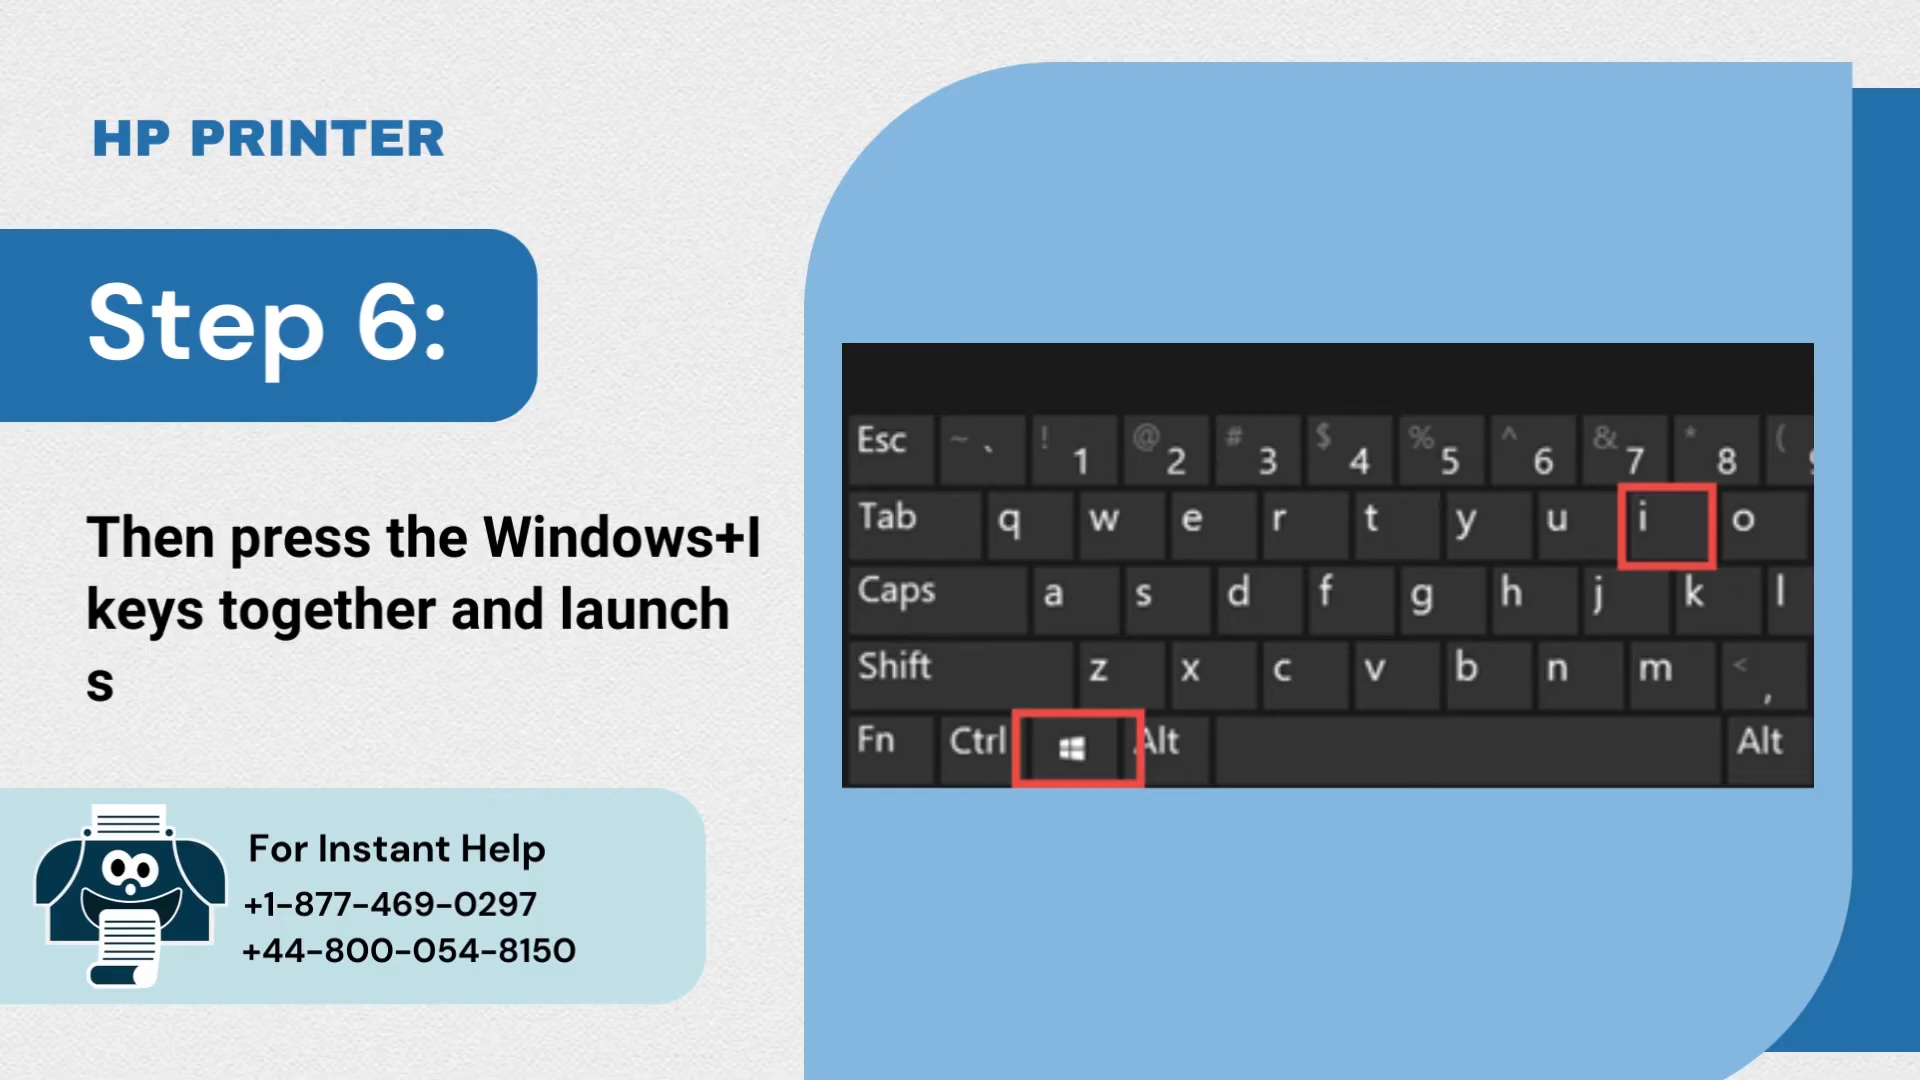 HP PRINTER
Step 6:
Then press the Windows+I
keys together and launch
s
For Instant Help
+1-877-469-0297
+44-800-054-8150
Esc ~ ` ! 1 @ 2 # 3 $ 4 % 5 ^ 6 & 7 * 8 (
Tab q w e r t y u i o
Caps a s d f g h j k l
Shift z x c v b n m < ,
Fn Ctrl Alt Alt